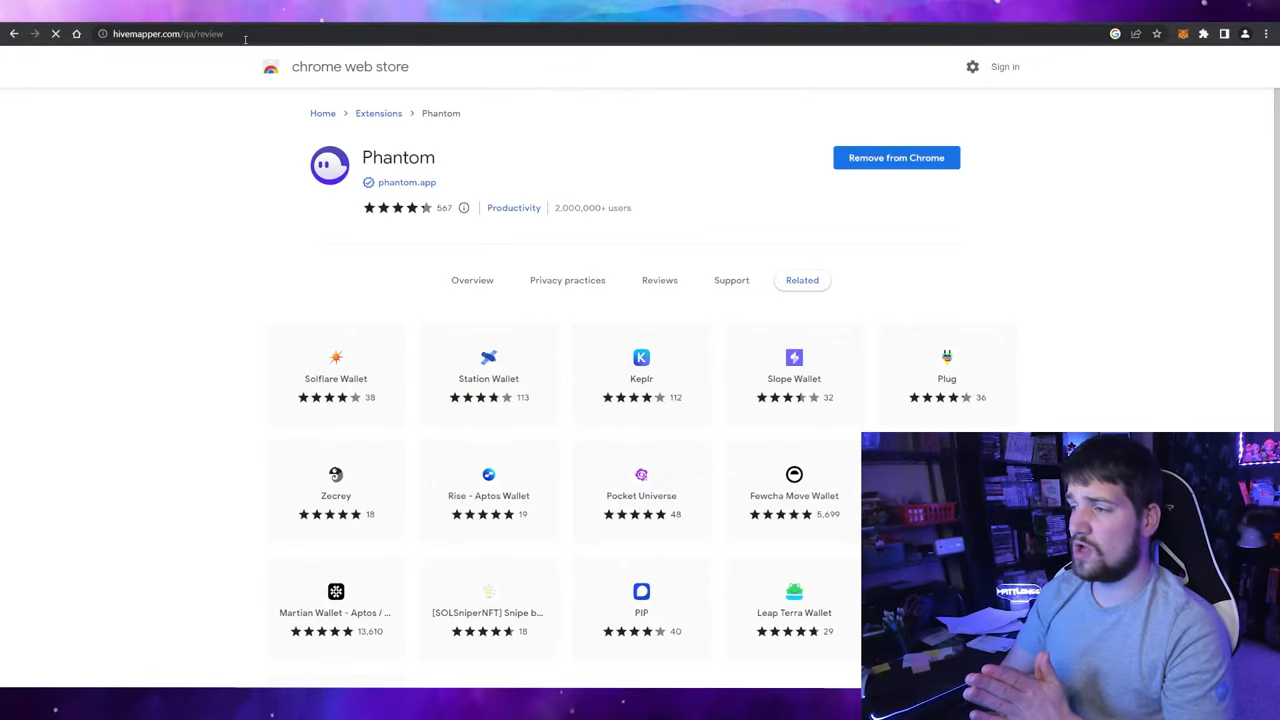 hivemapper.com/qa/review
chrome web store
Sign in
Home > Extensions > Phantom
Phantom
Remove from Chrome
phantom.app
567 Productivity 2,000,000+ users
Overview Privacy practices Reviews Support Related
Solflare Wallet Station Wallet Keplr Slope Wallet Plug
38 113 112 32 36
Zecrey Rise - Aptos Wallet Pocket Universe Fewcha Move Wallet
18 19 48 5,699
Martian Wallet - Aptos / ... [SOLSniperNFT] Snipe b... PIP Leap Terra Wallet
13,610 18 40 29